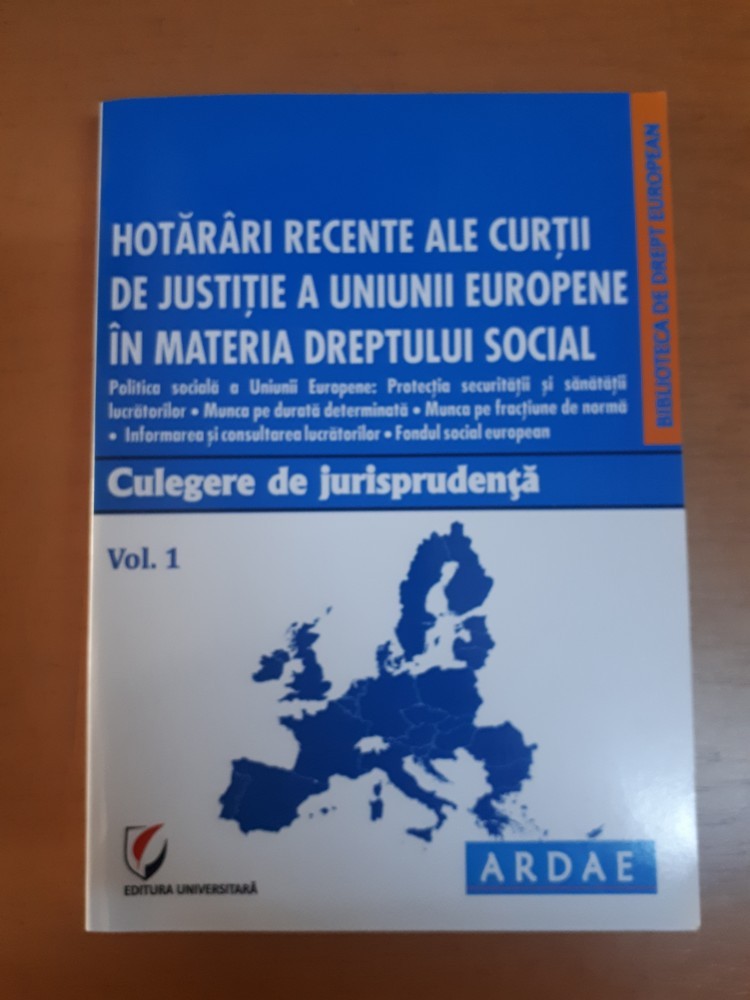 HOTĂRÂRI RECENTE ALE CURȚII
DE JUSTIȚIE A UNIUNII EUROPENE
ÎN MATERIA DREPTULUI SOCIAL
Politica socială a Uniunii Europene: Protecția securității și sănătății
lucrătorilor • Munca pe durată determinată • Munca pe fracțiune de normă
• Informarea și consultarea lucrătorilor • Fondul social european
Culegere de jurisprudență
Vol. 1
BIBLIOTECA DE DREPT EUROPEAN
EDITURA UNIVERSITARĂ
ARDAE